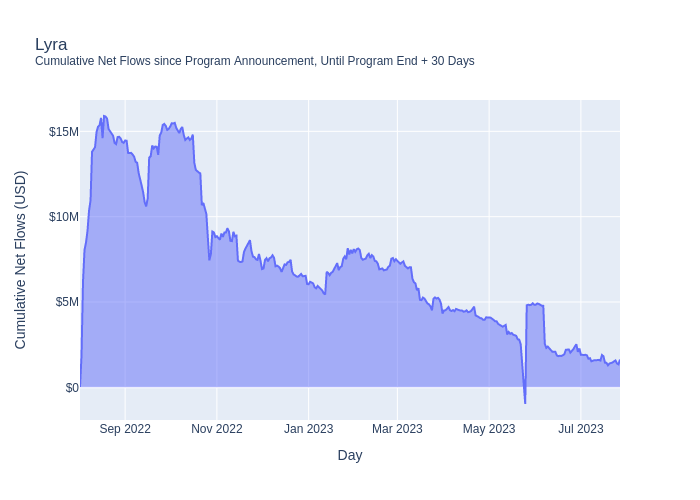 Lyra
Cumulative Net Flows since Program Announcement, Until Program End + 30 Days
Cumulative Net Flows (USD)
$15M
$10M
$5M
$0
Sep 2022
Nov 2022
Jan 2023
Mar 2023
May 2023
Jul 2023
Day